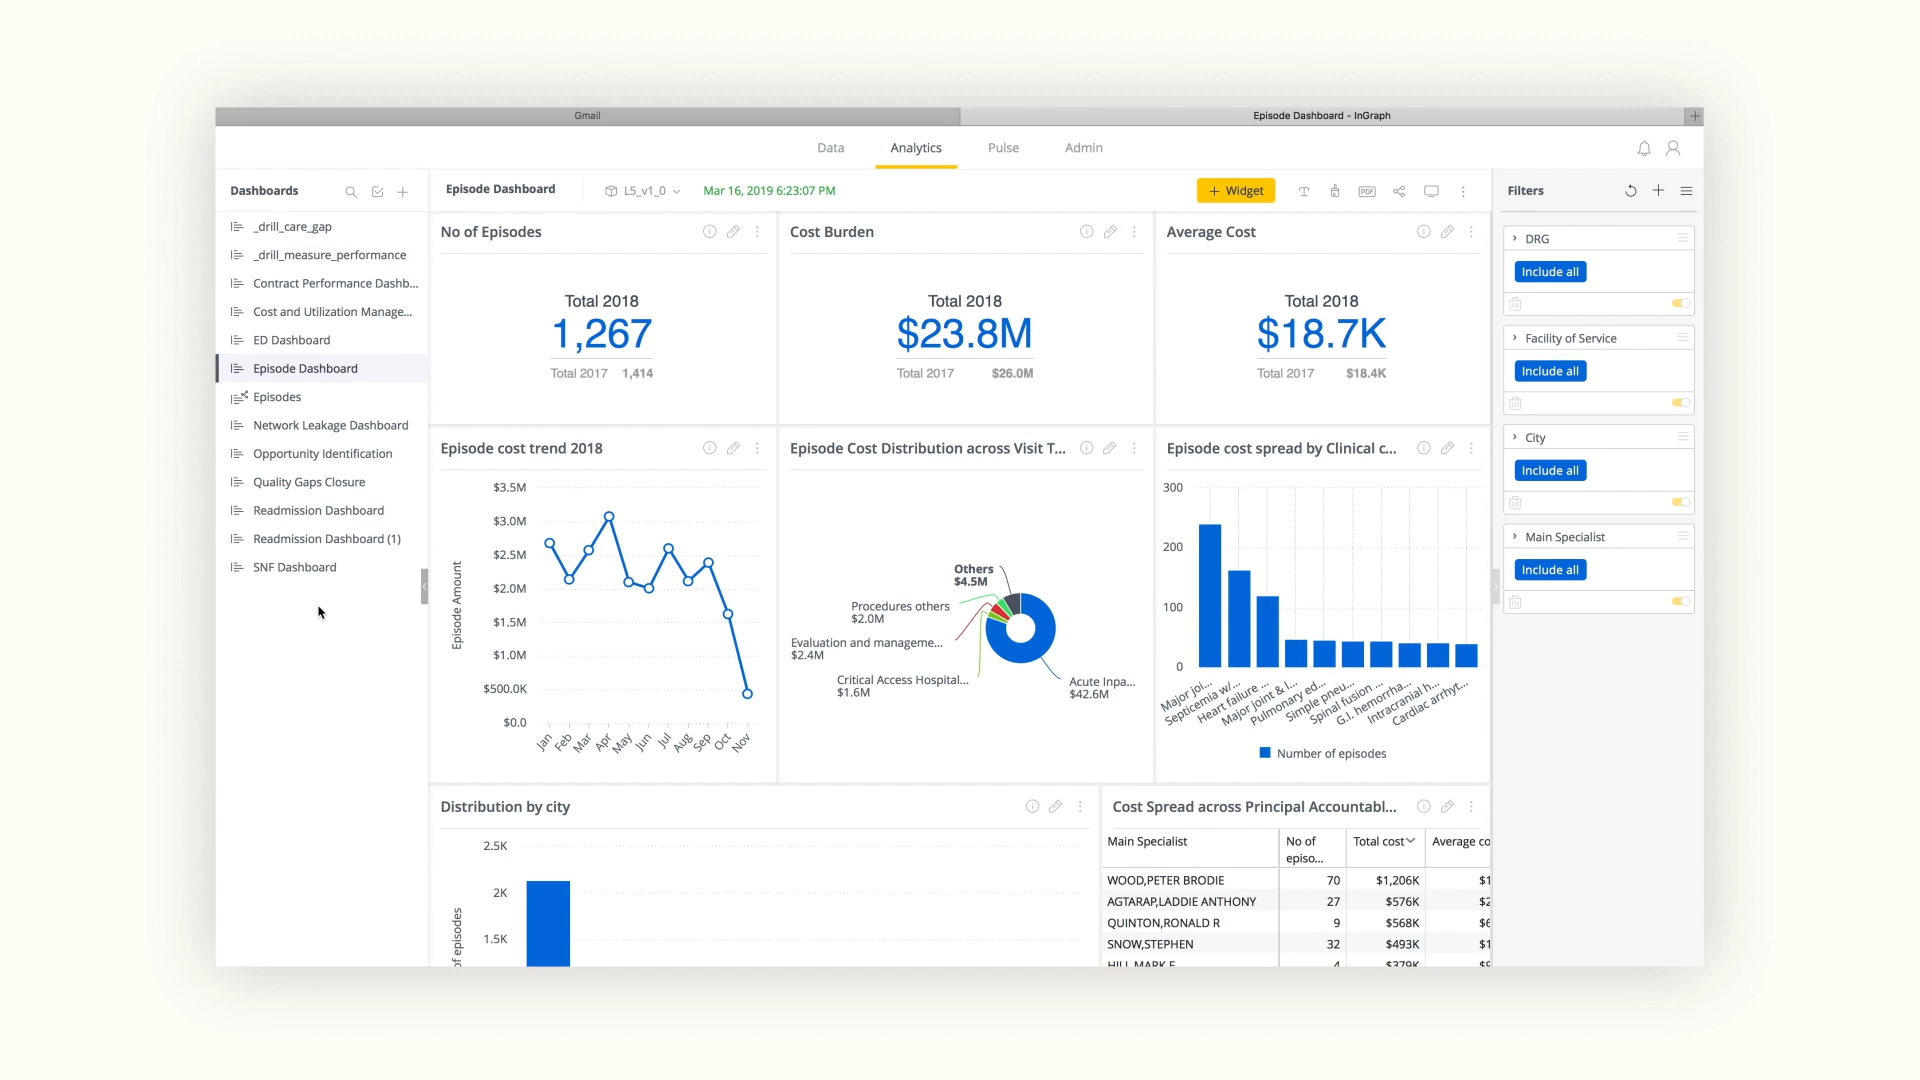 Gmail
Episode Dashboard - InGraph
Data
Analytics
Pulse
Admin
Dashboards
Episode Dashboard
L5_v1_0
Mar 16, 2019 6:23:07 PM
+ Widget
PDF
Filters
_drill_care_gap
_drill_measure_performance
Contract Performance Dashb...
Cost and Utilization Manage...
ED Dashboard
Episode Dashboard
Episodes
Network Leakage Dashboard
Opportunity Identification
Quality Gaps Closure
Readmission Dashboard
Readmission Dashboard (1)
SNF Dashboard
No of Episodes
Total 2018
1,267
Total 2017 1,414
Cost Burden
Total 2018
$23.8M
Total 2017 $26.0M
Average Cost
Total 2018
$18.7K
Total 2017 $18.4K
Episode cost trend 2018
Episode Amount
$3.5M
$3.0M
$2.5M
$2.0M
$1.5M
$1.0M
$500.0K
$0.0
Jan
Feb
Mar
Apr
May
Jun
Jul
Aug
Sep
Oct
Nov
Episode Cost Distribution across Visit T...
Others
$4.5M
Procedures others
$2.0M
Evaluation and manageme...
$2.4M
Critical Access Hospital...
$1.6M
Acute Inpa...
$42.6M
Episode cost spread by Clinical c...
300
200
100
0
Major joi...
Septicemia w/...
Heart failure ...
Major joint & l...
Pulmonary ed...
Simple pneu...
Spinal fusion ...
G.I. hemorrha...
Intracranial h...
Cardiac arrhyt...
Number of episodes
Distribution by city
of episodes
2.5K
2K
1.5K
Cost Spread across Principal Accountabl...
Main Specialist
No of
episo...
Total cost
Average co
WOOD,PETER BRODIE 70 $1,206K $1
AGTARAP,LADDIE ANTHONY 27 $576K $2
QUINTON,RONALD R 9 $568K $6
SNOW,STEPHEN 32 $493K $1
HILL,MARK E 4 $379K $9
DRG
Include all
Facility of Service
Include all
City
Include all
Main Specialist
Include all